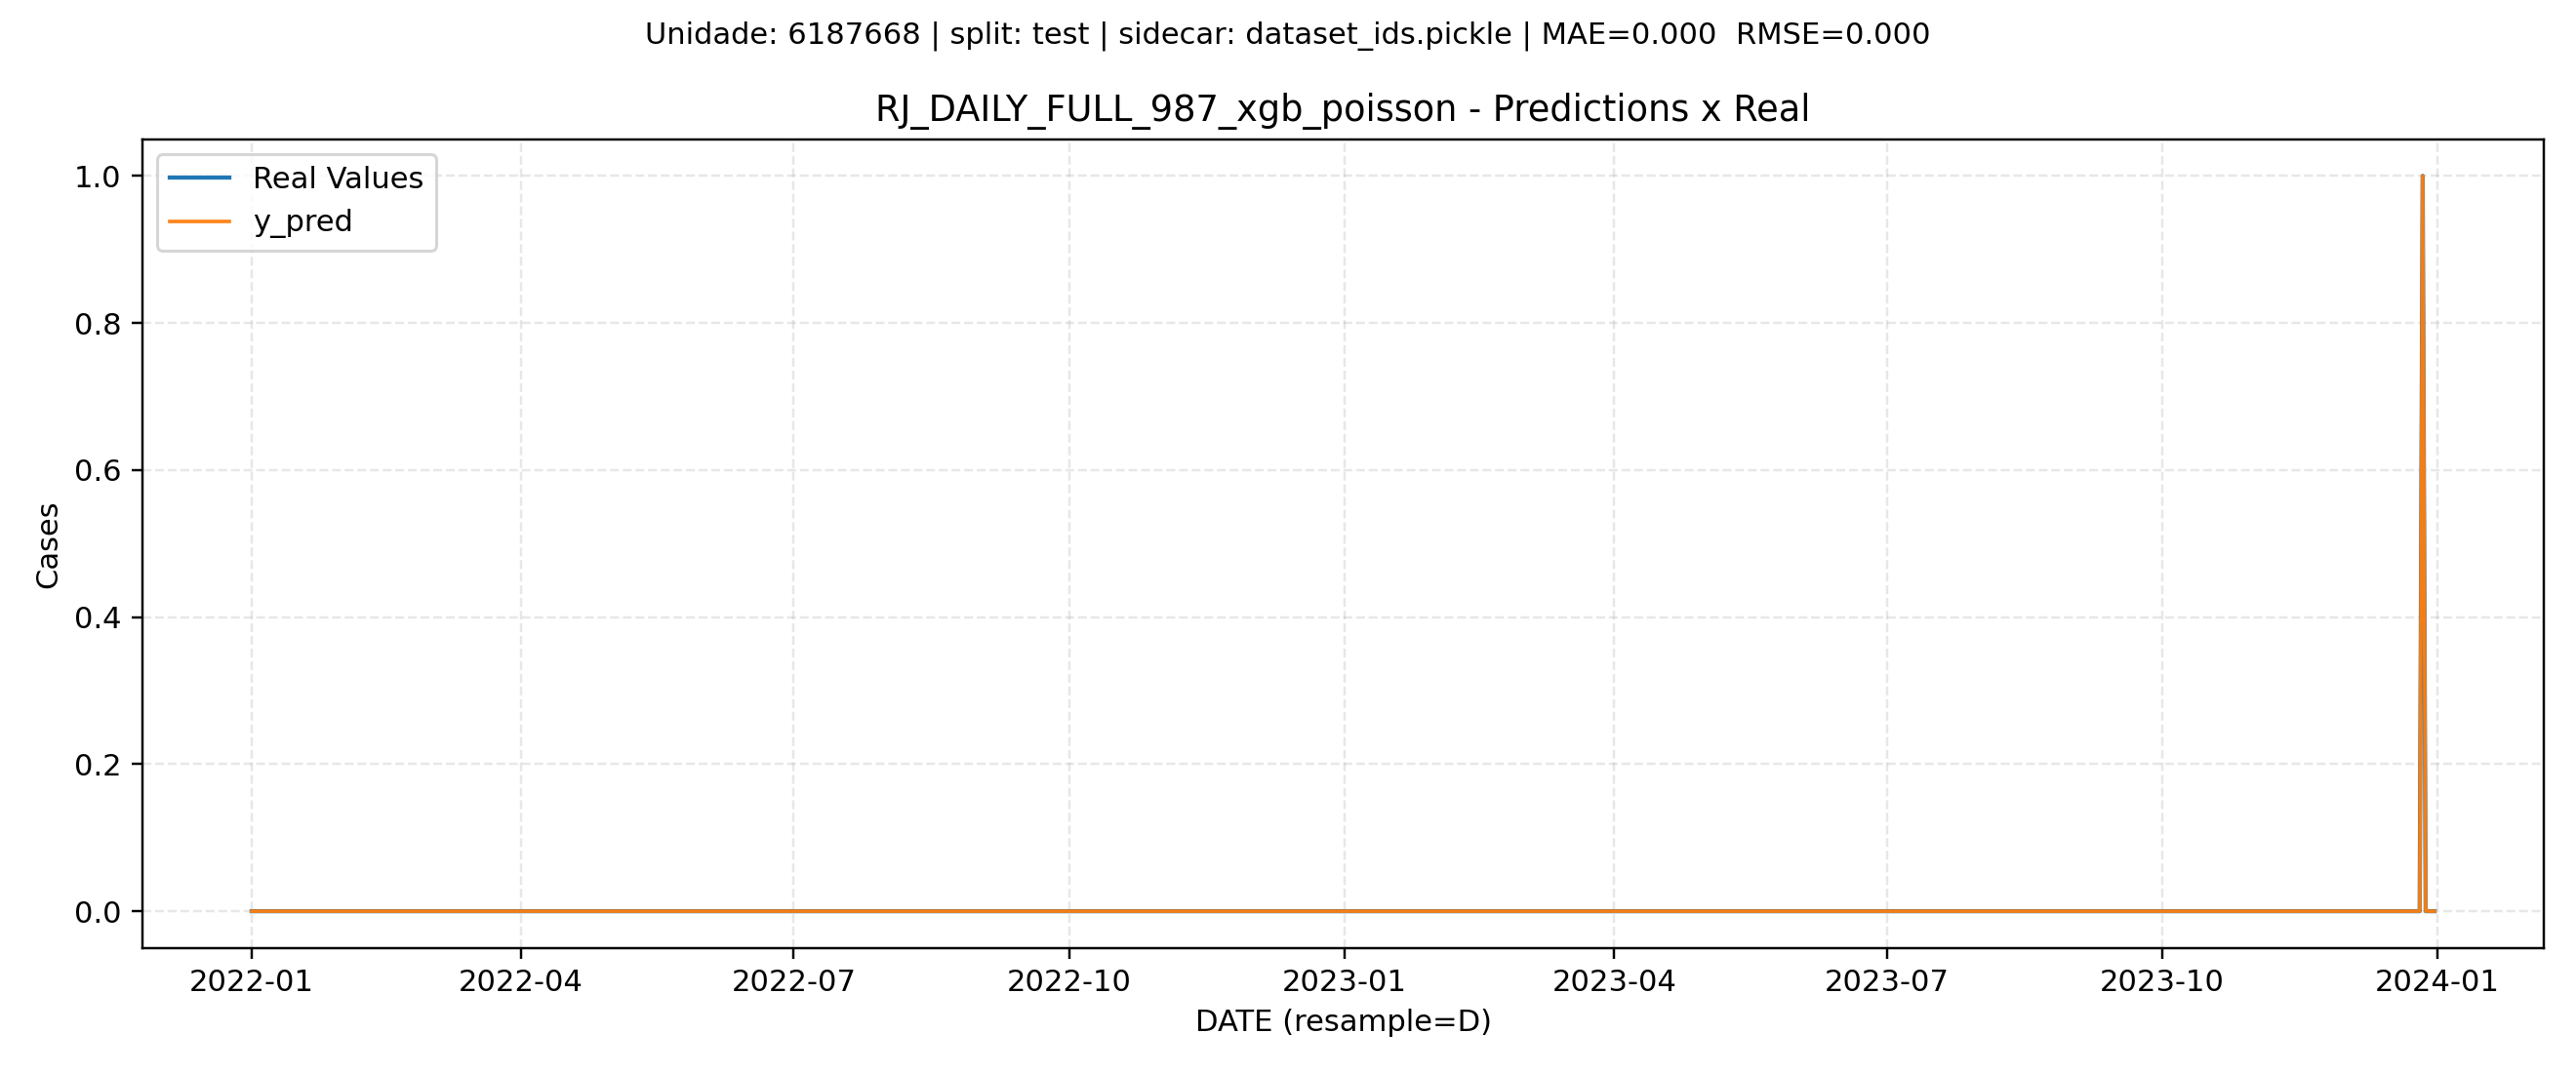 Unidade: 6187668 | split: test | sidecar: dataset_ids.pickle | MAE=0.000  RMSE=0.000
RJ_DAILY_FULL_987_xgb_poisson - Predictions x Real
Real Values
y_pred
Cases
1.0
0.8
0.6
0.4
0.2
0.0
2022-01 2022-04 2022-07 2022-10 2023-01 2023-04 2023-07 2023-10 2024-01
DATE (resample=D)